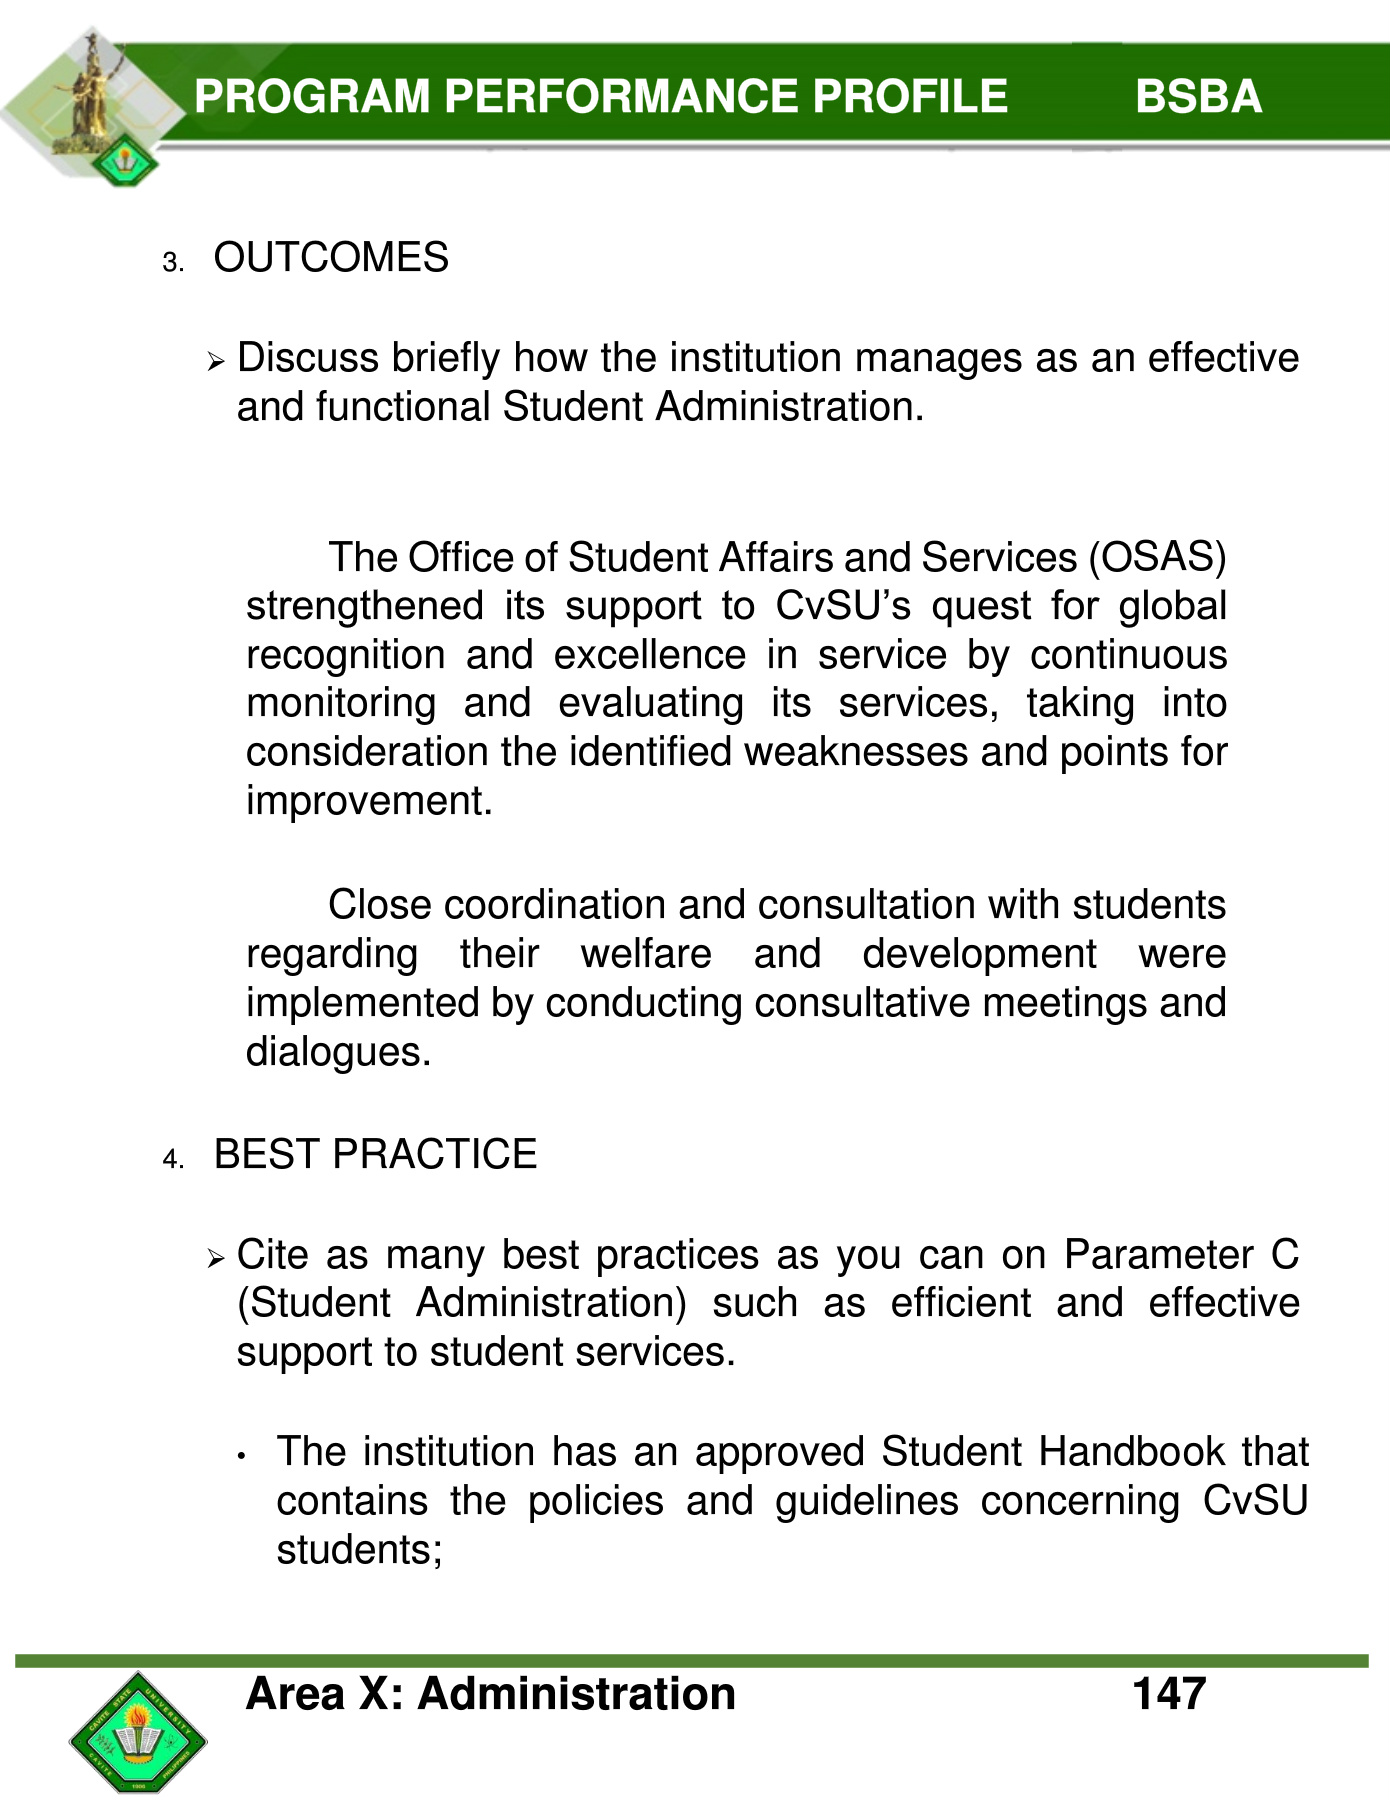 PROGRAM PERFORMANCE PROFILE BSBA
3. OUTCOMES
➢ Discuss briefly how the institution manages as an effective
and functional Student Administration.
The Office of Student Affairs and Services (OSAS)
strengthened its support to CvSU’s quest for global
recognition and excellence in service by continuous
monitoring and evaluating its services, taking into
consideration the identified weaknesses and points for
improvement.
Close coordination and consultation with students
regarding their welfare and development were
implemented by conducting consultative meetings and
dialogues.
4. BEST PRACTICE
➢ Cite as many best practices as you can on Parameter C
(Student Administration) such as efficient and effective
support to student services.
• The institution has an approved Student Handbook that
contains the policies and guidelines concerning CvSU
students;
Area X: Administration 147
CAVITE STATE UNIVERSITY
CAVITE PHILIPPINES
1906